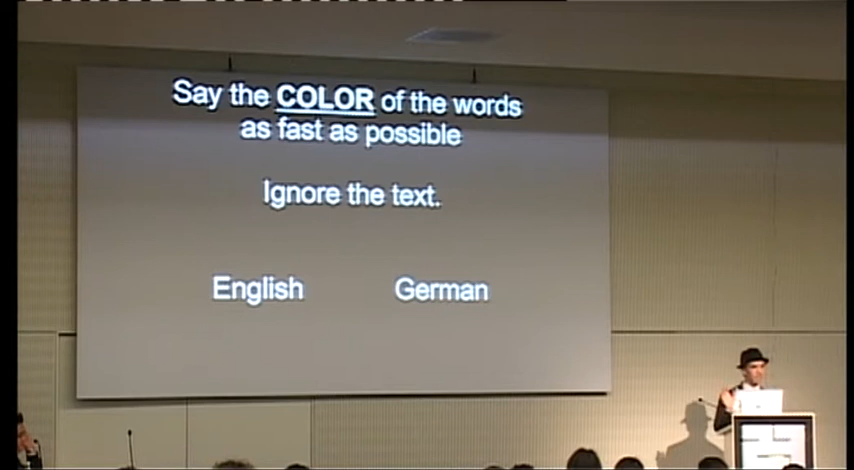 Say the COLOR of the words
as fast as possible
Ignore the text.
English German